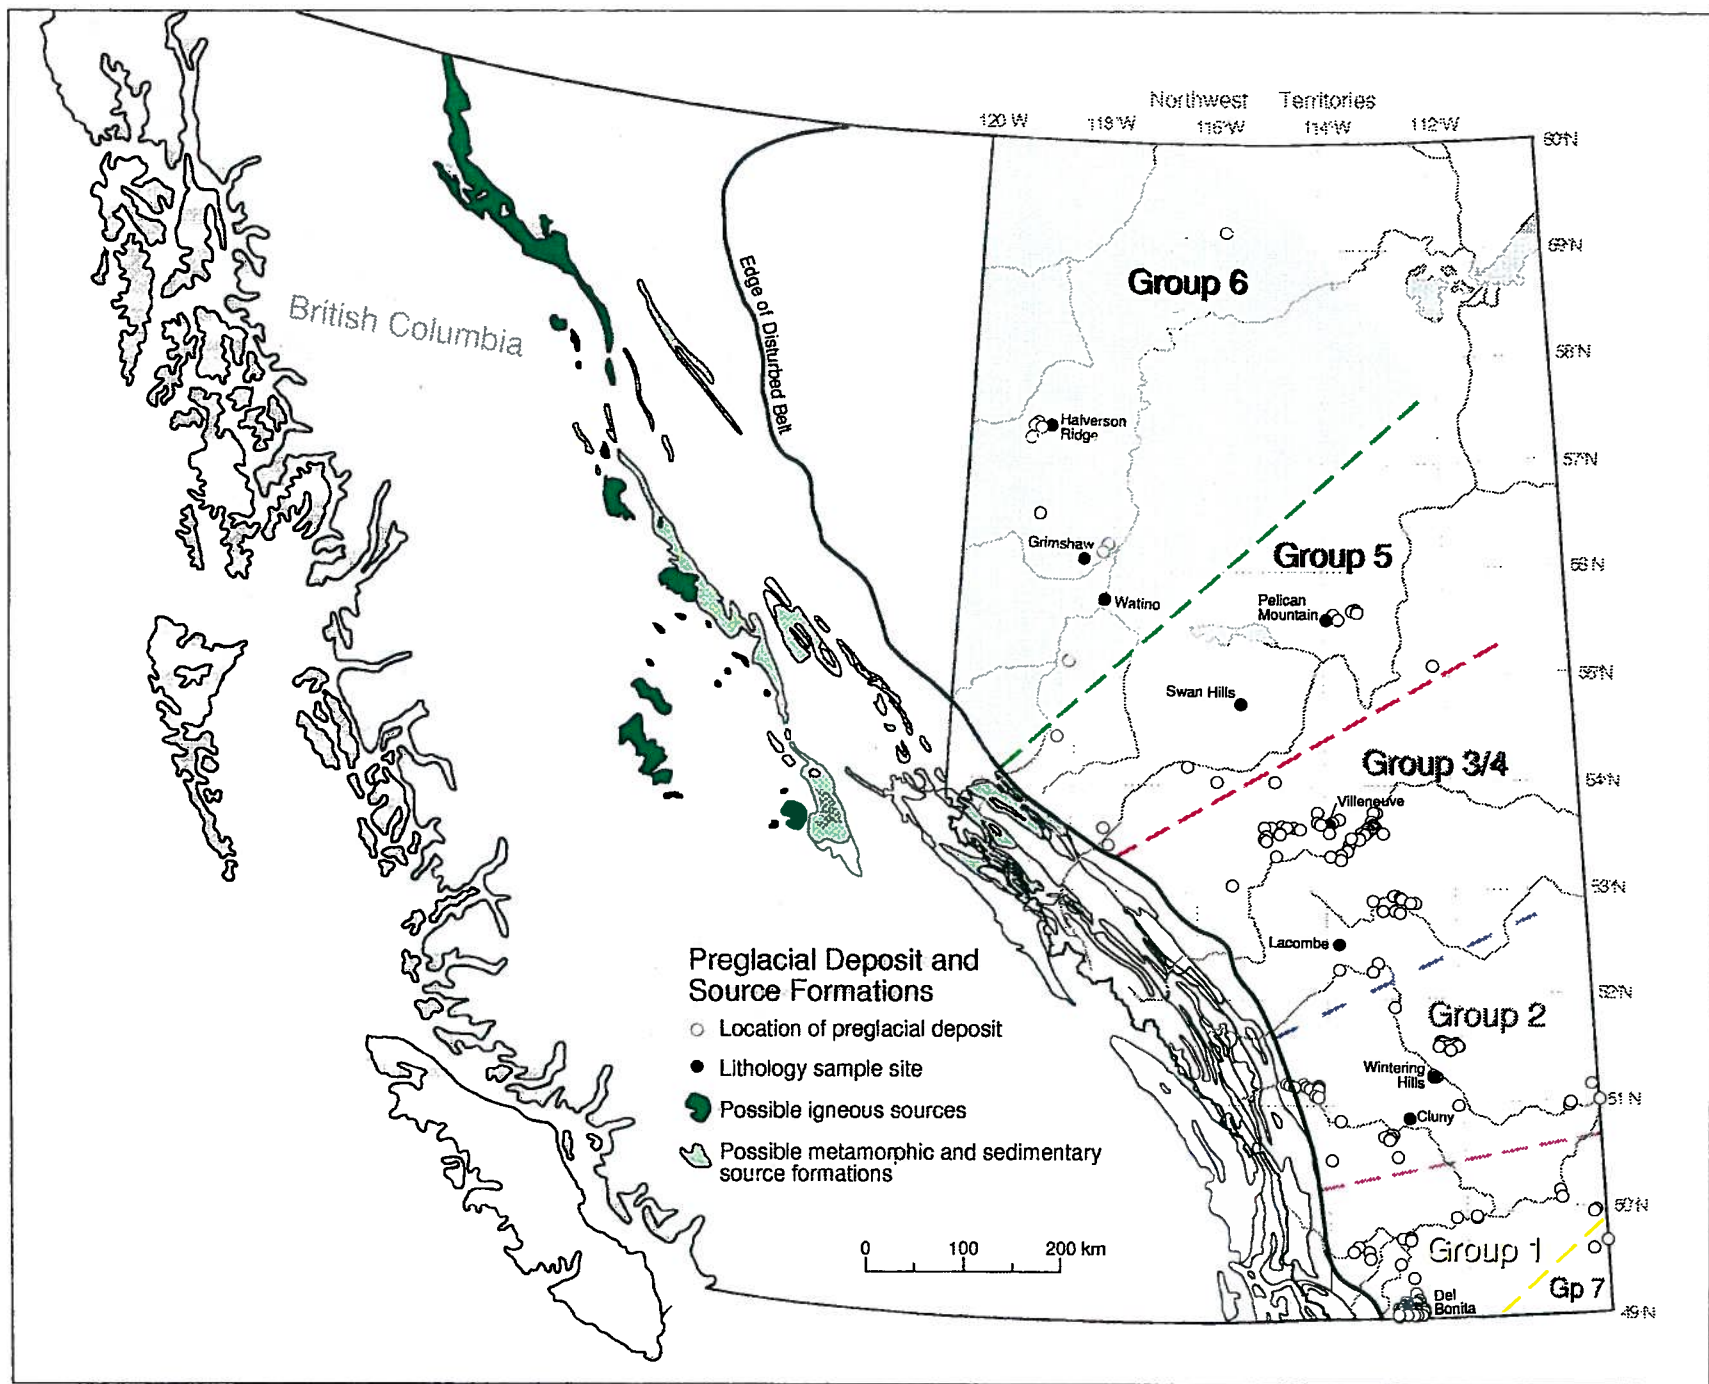 Northwest Territories
120 W 118°W 116°W 114°W 112°W
60°N
59°N
Group 6
Edge of Disturbed Belt
British Columbia
58°N
Halverson
Ridge
57°N
Grimshaw
Group 5
56°N
Watino
Pelican
Mountain
55°N
Swan Hills
Group 3/4
54°N
Villeneuve
53°N
Lacombe
Preglacial Deposit and
Source Formations
52°N
Group 2
Location of preglacial deposit
Lithology sample site
Wintering
Hills
51°N
Possible igneous sources
Cluny
Possible metamorphic and sedimentary
source formations
50°N
0 100 200 km
Group 1
Gp 7
Del
Bonita
49°N